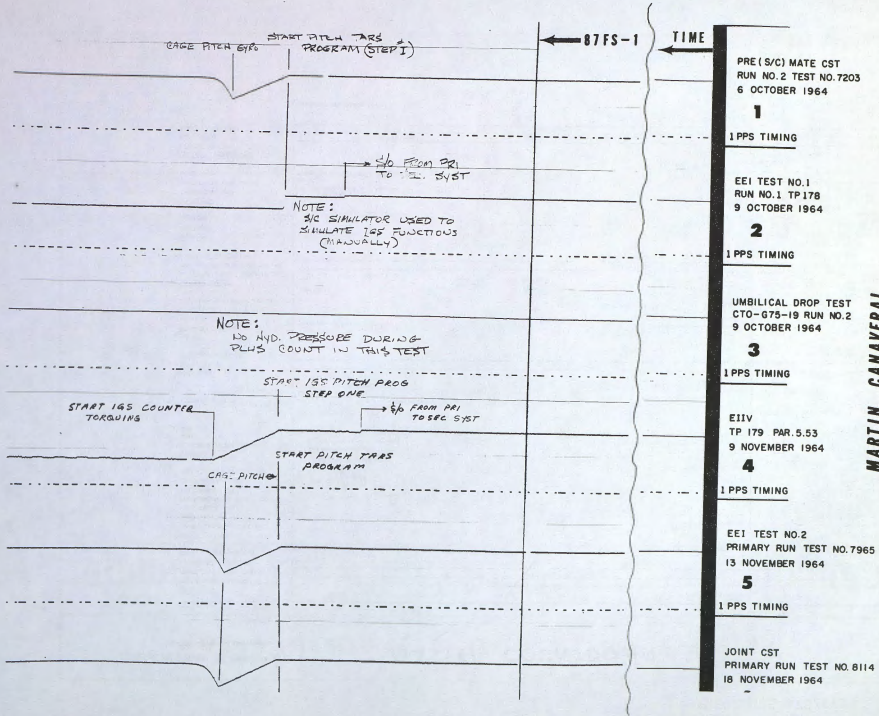 START PITCH TARS
PROGRAM (STEP I)
CAGE PITCH GYRO
87FS-1
TIME
PRE(S/C) MATE CST
RUN NO.2 TEST NO.7203
6 OCTOBER 1964
1
1 PPS TIMING
S/O FROM PRI
TO SYST
NOTE:
S/C SIMULATOR USED TO
SIMULATE IGS FUNCTIONS
(MANUALLY)
EEI TEST NO.1
RUN NO.1 TP178
9 OCTOBER 1964
2
1 PPS TIMING
NOTE:
NO HYD. PRESSURE DURING
PLUS COUNT IN THIS TEST
UMBILICAL DROP TEST
CTO-G75-19 RUN NO.2
9 OCTOBER 1964
3
1 PPS TIMING
START IGS PITCH PROG
STEP ONE
START IGS COUNTER
TORQUING
S/O FROM PRI
TO SEC SYST
START PITCH TARS
PROGRAM
CAGE PITCH
EIIV
TP 179 PAR.5.53
9 NOVEMBER 1964
4
1 PPS TIMING
EEI TEST NO.2
PRIMARY RUN TEST NO.7965
13 NOVEMBER 1964
5
1 PPS TIMING
JOINT CST
PRIMARY RUN TEST NO. 8114
18 NOVEMBER 1964
MARTIN CANAVERAL